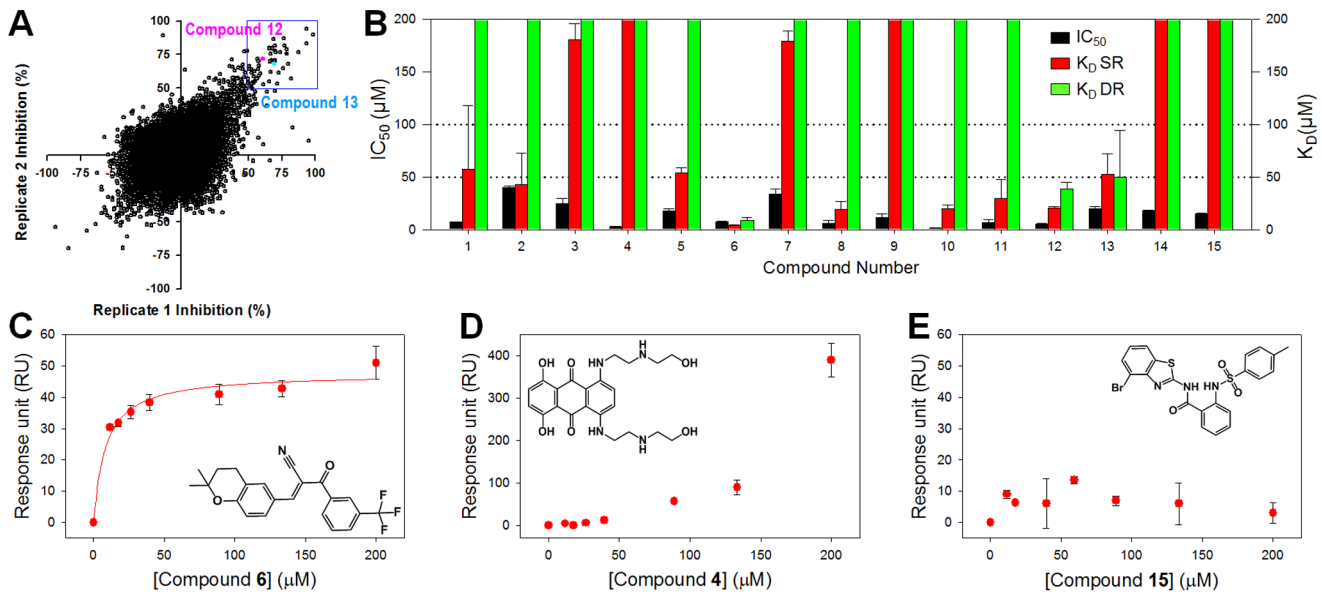 A
Compound 12
100
75
50
Compound 13
-100
-75
-50
50
75
100
-50
-75
-100
Replicate 2 Inhibition (%)
Replicate 1 Inhibition (%)
B
200
150
100
50
0
IC50 (µM)
IC50
KD SR
KD DR
200
150
100
50
0
KD(µM)
1 2 3 4 5 6 7 8 9 10 11 12 13 14 15
Compound Number
C
60
50
40
30
20
10
0
Response unit (RU)
N
O
O
F
F
F
0 50 100 150 200
[Compound 6] (µM)
D
400
300
200
100
0
Response unit (RU)
OH O HN H N OH
OH O HN N H OH
0 50 100 150 200
[Compound 4] (µM)
E
60
50
40
30
20
10
0
Response unit (RU)
S
Br N NH HN S O O
O
0 50 100 150 200
[Compound 15] (µM)